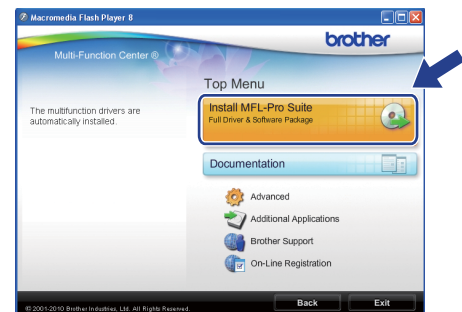 Macromedia Flash Player 8
brother
Multi-Function Center ®
Top Menu
The multifunction drivers are
automatically installed.
Install MFL-Pro Suite
Full Driver & Software Package
Documentation
Advanced
Additional Applications
Brother Support
On-Line Registration
© 2001-2010 Brother Industries, Ltd. All Rights Reserved.
Back
Exit